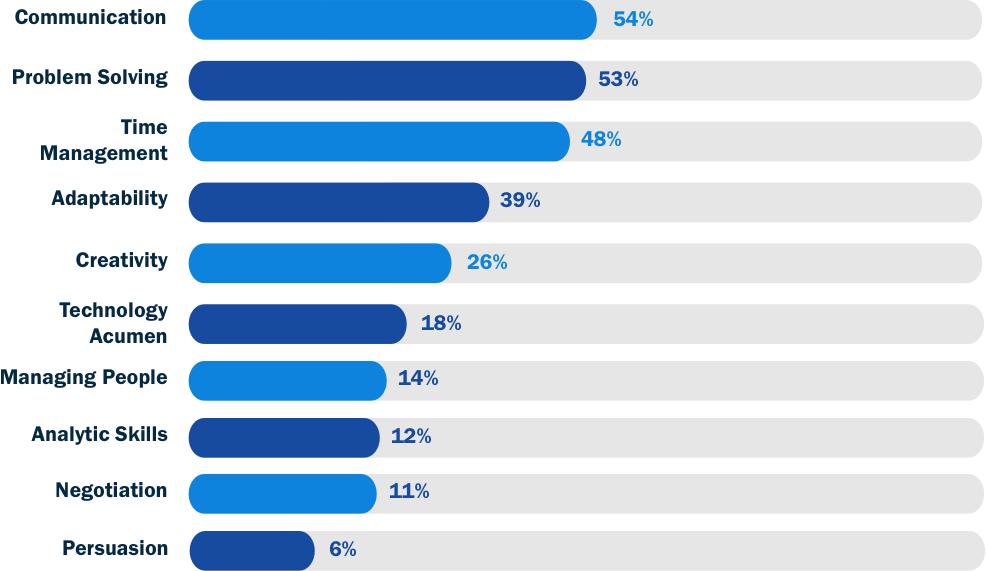 Communication
54%
Problem Solving
53%
Time
Management
48%
Adaptability
39%
Creativity
26%
Technology
Acumen
18%
Managing People
14%
Analytic Skills
12%
Negotiation
11%
Persuasion
6%